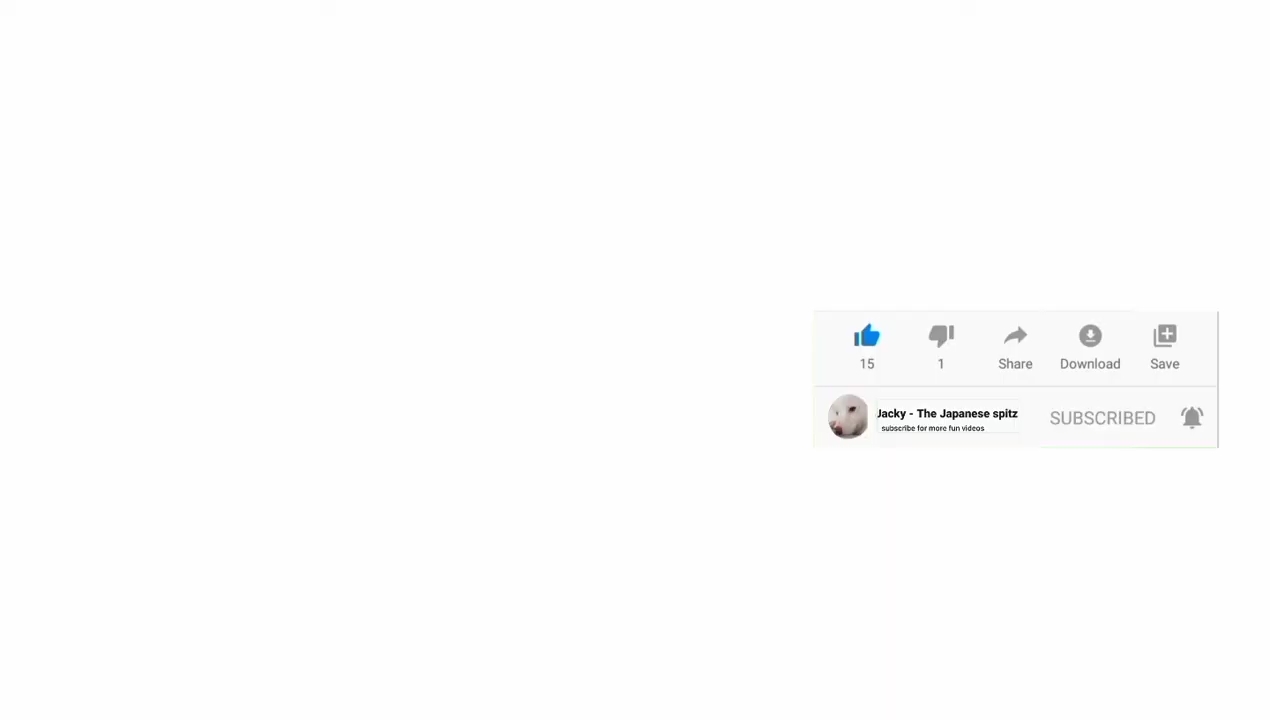 15 1 Share Download Save
Jacky - The Japanese spitz SUBSCRIBED
subscribe for more fun videos